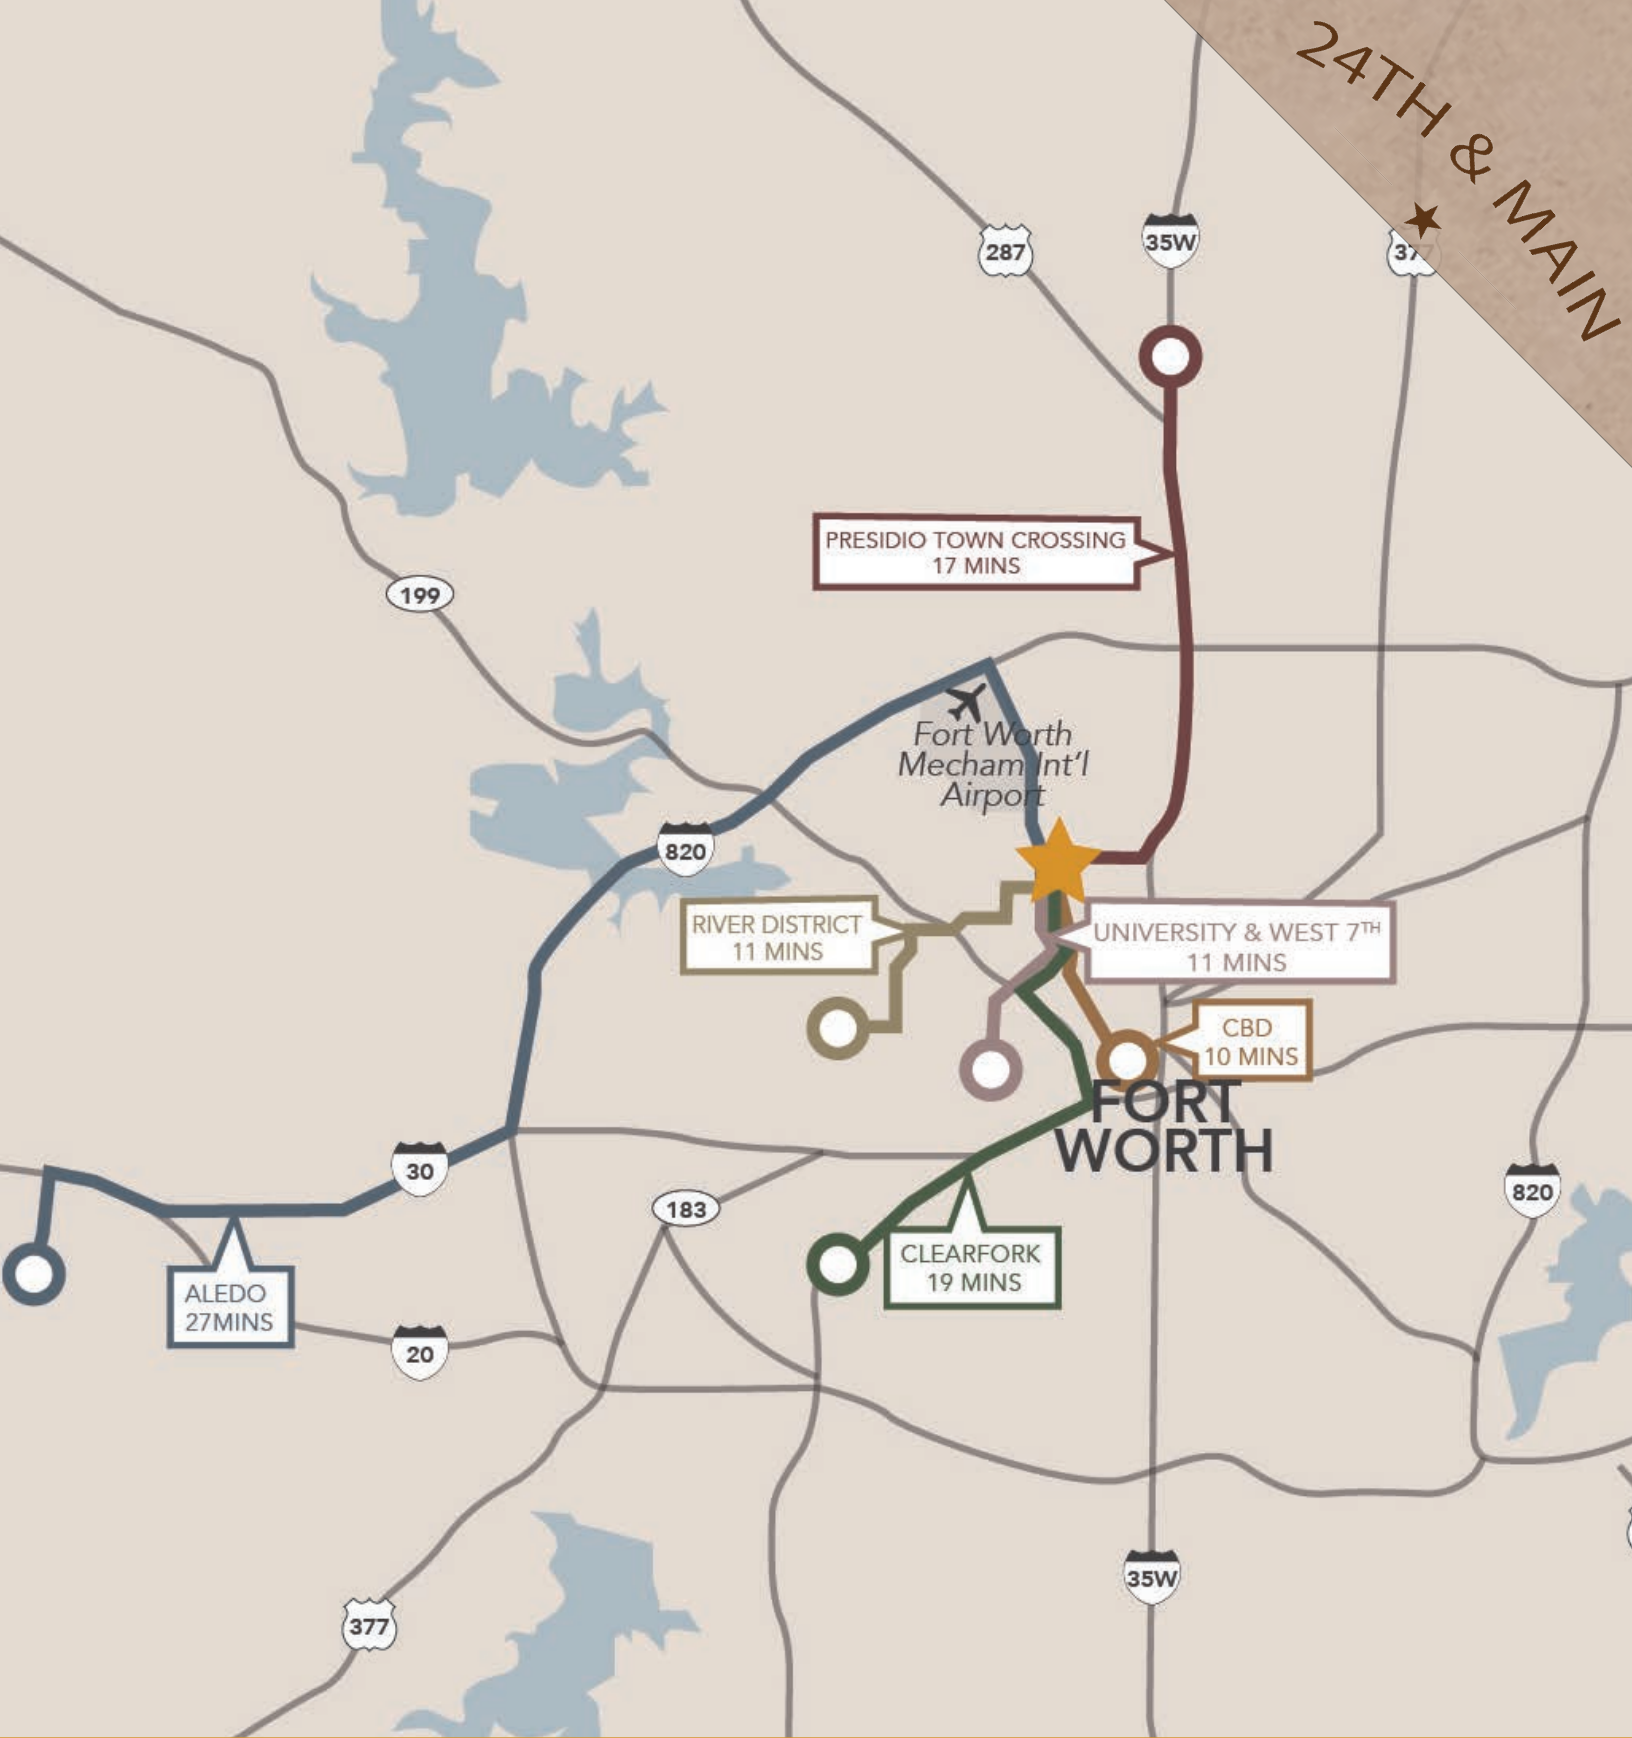 24TH & MAIN
287
35W
377
PRESIDIO TOWN CROSSING
17 MINS
199
Fort Worth
Mecham Int'l
Airport
820
RIVER DISTRICT
11 MINS
UNIVERSITY & WEST 7TH
11 MINS
CBD
10 MINS
FORT
WORTH
30
820
183
CLEARFORK
19 MINS
ALEDO
27MINS
20
35W
377